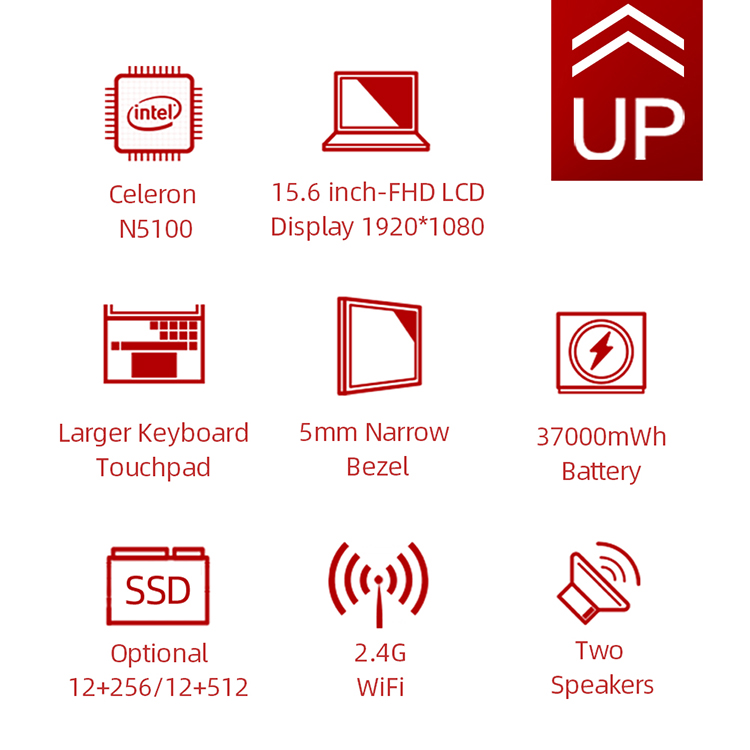 UP
intel
Celeron
N5100
15.6 inch-FHD LCD
Display 1920*1080
Larger Keyboard
Touchpad
5mm Narrow
Bezel
37000mWh
Battery
SSD
Optional
12+256/12+512
2.4G
WiFi
Two
Speakers